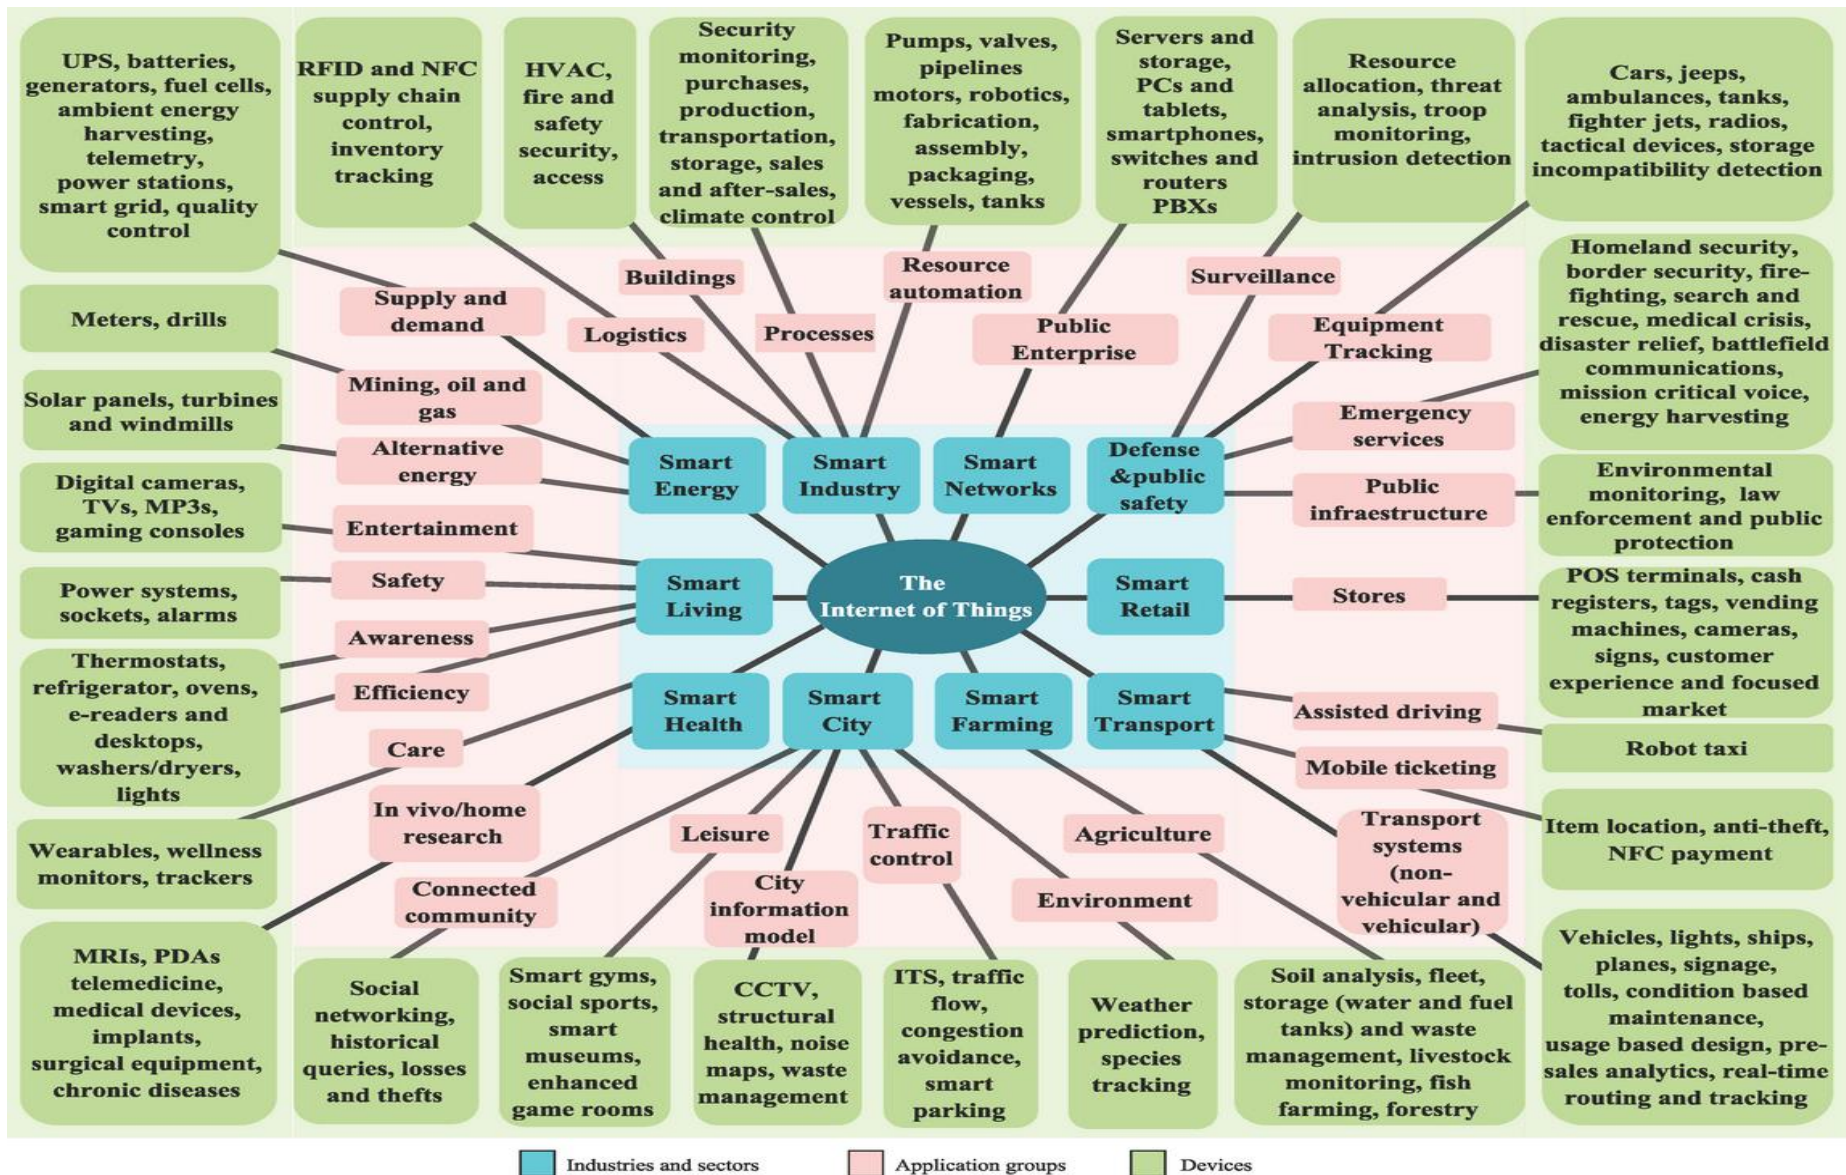 UPS, batteries,
generators, fuel cells,
ambient energy
harvesting,
telemetry,
power stations,
smart grid, quality
control
RFID and NFC
supply chain
control,
inventory
tracking
HVAC,
fire and
safety
security,
access
Security
monitoring,
purchases,
production,
transportation,
storage, sales
and after-sales,
climate control
Pumps, valves,
pipelines
motors, robotics,
fabrication,
assembly,
packaging,
vessels, tanks
Servers and
storage,
PCs and
tablets,
smartphones,
switches and
routers
PBXs
Resource
allocation, threat
analysis, troop
monitoring,
intrusion detection
Cars, jeeps,
ambulances, tanks,
fighter jets, radios,
tactical devices, storage
incompatibility detection
Meters, drills
Solar panels, turbines
and windmills
Digital cameras,
TVs, MP3s,
gaming consoles
Power systems,
sockets, alarms
Thermostats,
refrigerator, ovens,
e-readers and
desktops,
washers/dryers,
lights
Wearables, wellness
monitors, trackers
MRIs, PDAs
telemedicine,
medical devices,
implants,
surgical equipment,
chronic diseases
Supply and
demand
Logistics
Buildings
Processes
Resource
automation
Public
Enterprise
Surveillance
Equipment
Tracking
Mining, oil and
gas
Alternative
energy
Entertainment
Safety
Awareness
Efficiency
Care
In vivo/home
research
Connected
community
Leisure
City
information
model
Traffic
control
Environment
Agriculture
Smart
Energy
Smart
Industry
Smart
Networks
Defense
&public
safety
Smart
Living
The
Internet of Things
Smart
Retail
Smart
Health
Smart
City
Smart
Farming
Smart
Transport
Emergency
services
Public
infraestructure
Stores
Assisted driving
Mobile ticketing
Transport
systems
(non-
vehicular and
vehicular)
Homeland security,
border security, fire-
fighting, search and
rescue, medical crisis,
disaster relief, battlefield
communications,
mission critical voice,
energy harvesting
Environmental
monitoring, law
enforcement and public
protection
POS terminals, cash
registers, tags, vending
machines, cameras,
signs, customer
experience and focused
market
Robot taxi
Item location, anti-theft,
NFC payment
Vehicles, lights, ships,
planes, signage,
tolls, condition based
maintenance,
usage based design, pre-
sales analytics, real-time
routing and tracking
Social
networking,
historical
queries, losses
and thefts
Smart gyms,
social sports,
smart
museums,
enhanced
game rooms
CCTV,
structural
health, noise
maps, waste
management
ITS, traffic
flow,
congestion
avoidance,
smart
parking
Weather
prediction,
species
tracking
Soil analysis, fleet,
storage (water and fuel
tanks) and waste
management, livestock
monitoring, fish
farming, forestry
Industries and sectors
Application groups
Devices